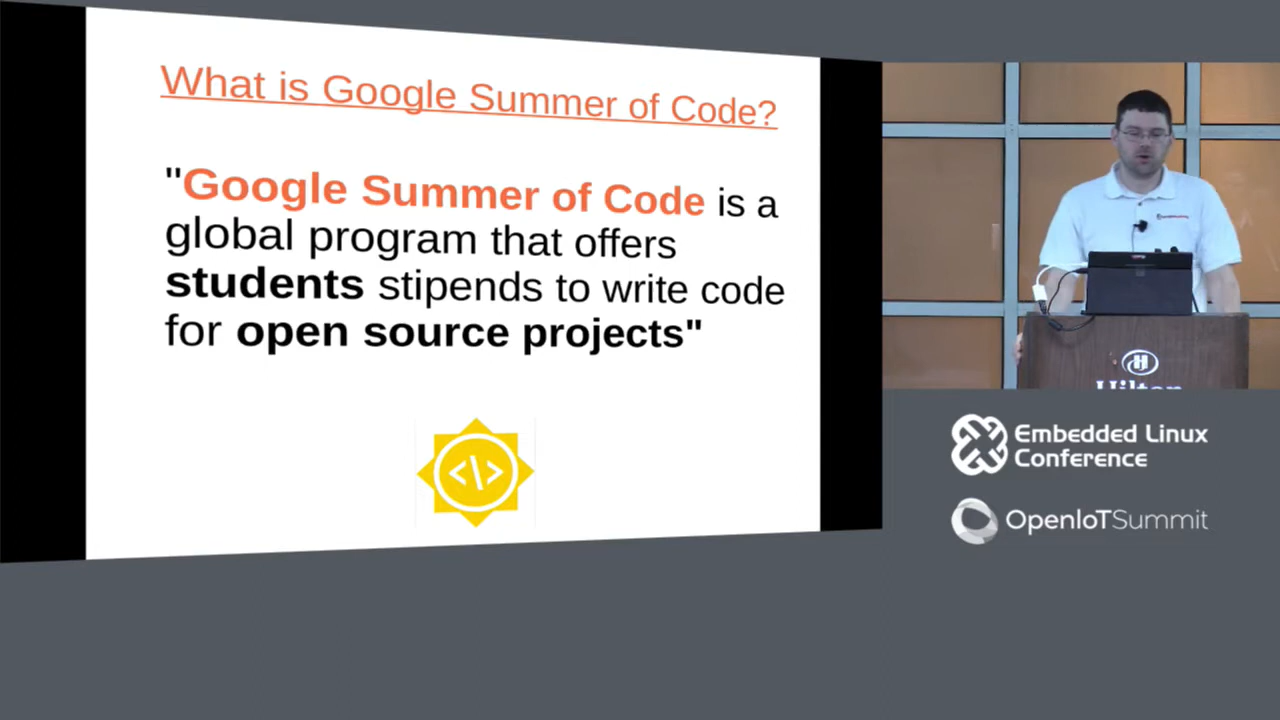 What is Google Summer of Code?
"Google Summer of Code is a
global program that offers
students stipends to write code
for open source projects"
</>
H
Hilton
Embedded Linux
Conference
OpenIoTSummit